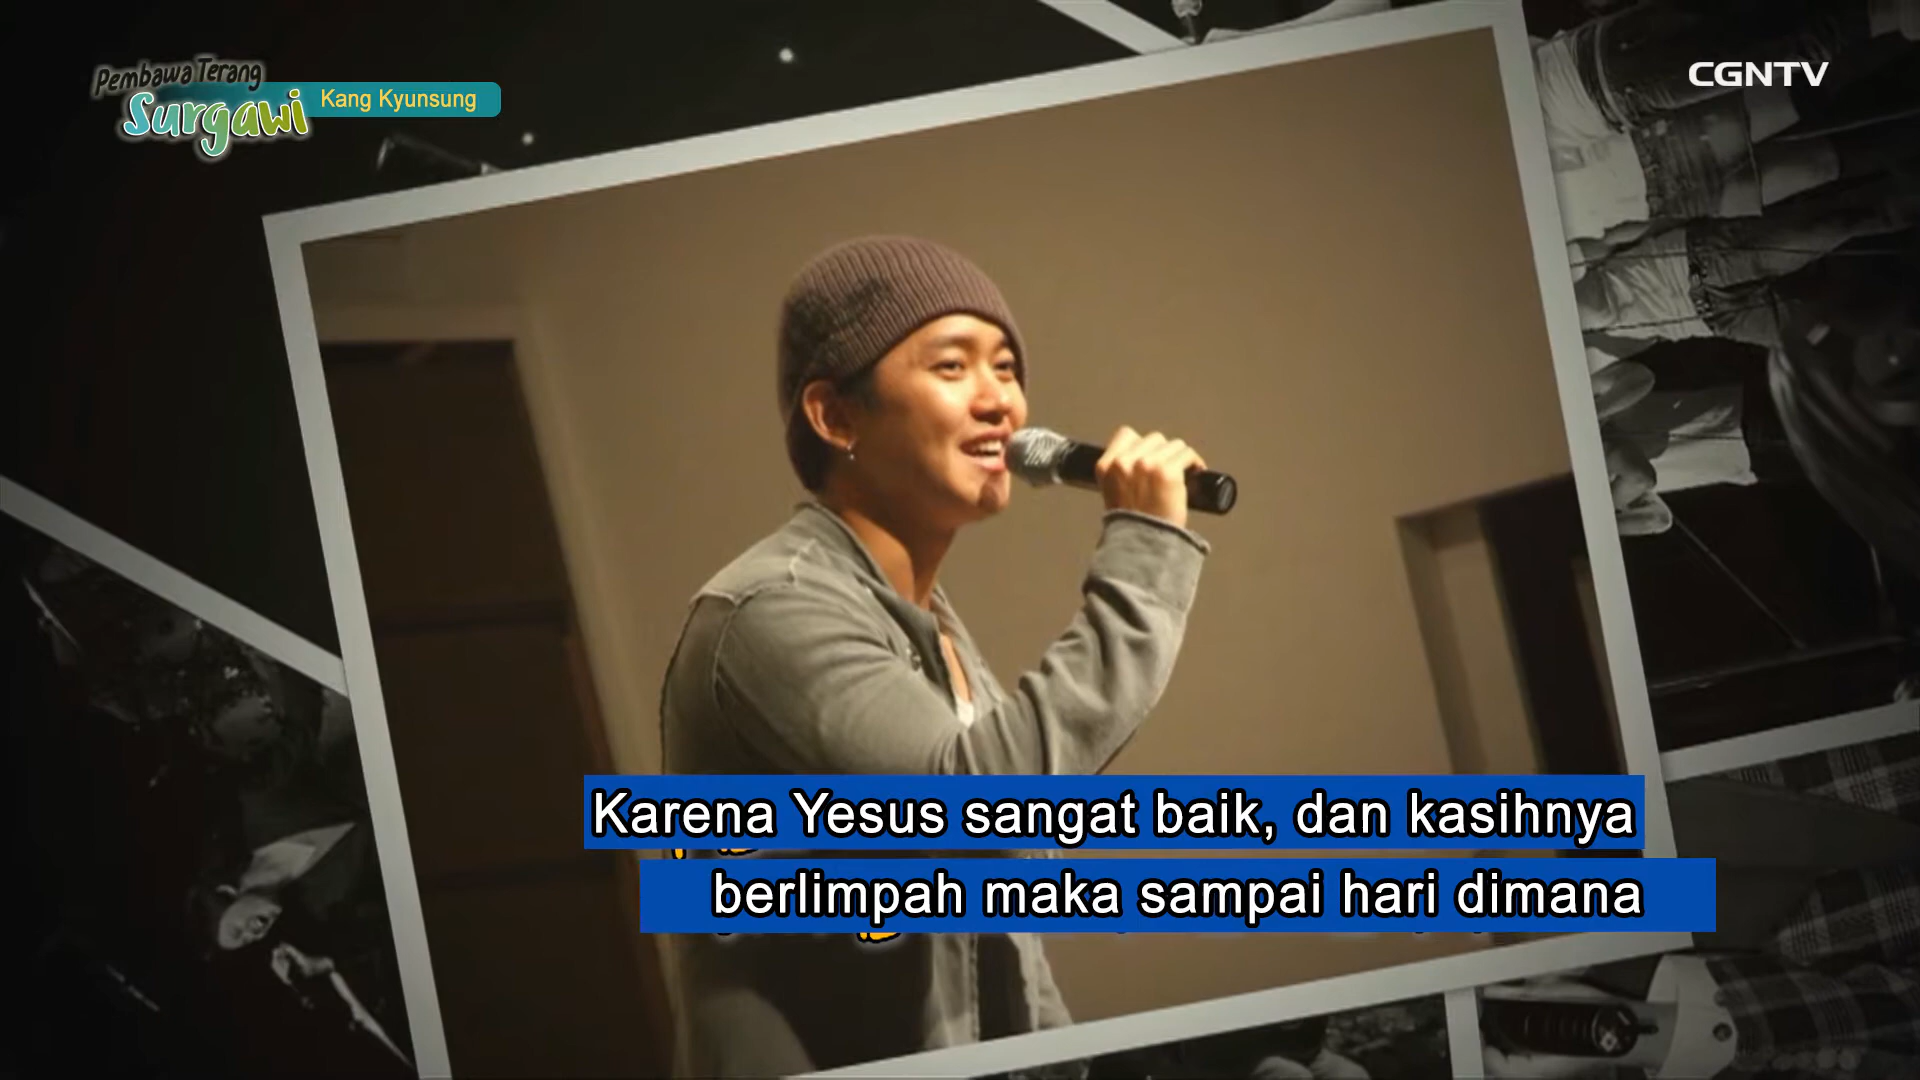 Pembawa Terang
Surgawi
Kang Kyunsung
CGNTV
Karena Yesus sangat baik, dan kasihnya
berlimpah maka sampai hari dimana